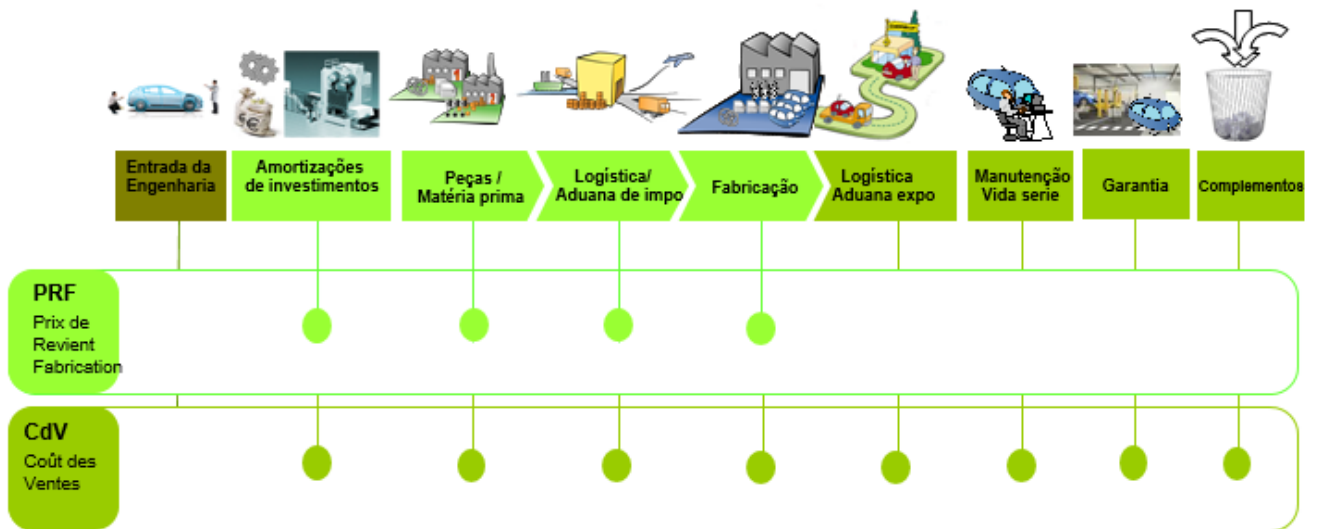 Entrada da
Engenharia
Amortizações
de investimentos
Peças /
Matéria prima
Logística/
Aduana de impo
Fabricação
Logística
Aduana expo
Manutenção
Vida serie
Garantia
Complementos
PRF
Prix de
Revient
Fabrication
CdV
Coût des
Ventes